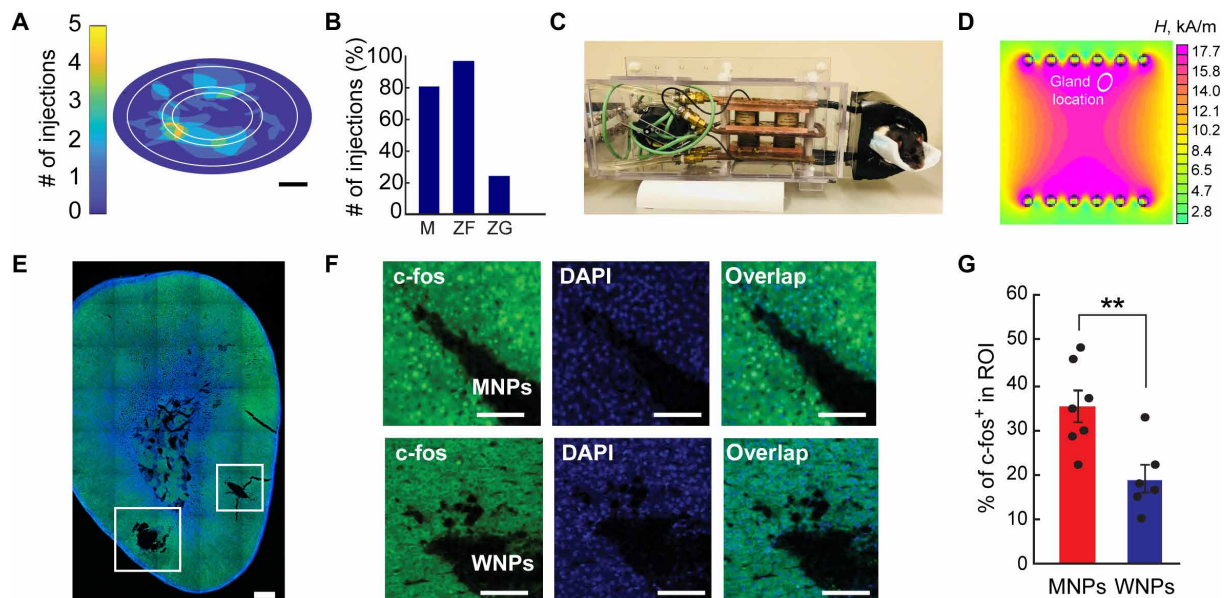 A
# of injections
5
4
3
2
1
0
B
# of injections (%)
100
80
60
40
20
0
M ZF ZG
C
D
H, kA/m
Gland
location
17.7
15.8
14.0
12.1
10.2
8.4
6.5
4.7
2.8
E
F
c-fos
MNPs
DAPI
Overlap
c-fos
WNPs
DAPI
Overlap
G
% of c-fos⁺ in ROI
60
50
40
30
20
10
0
**
MNPs WNPs